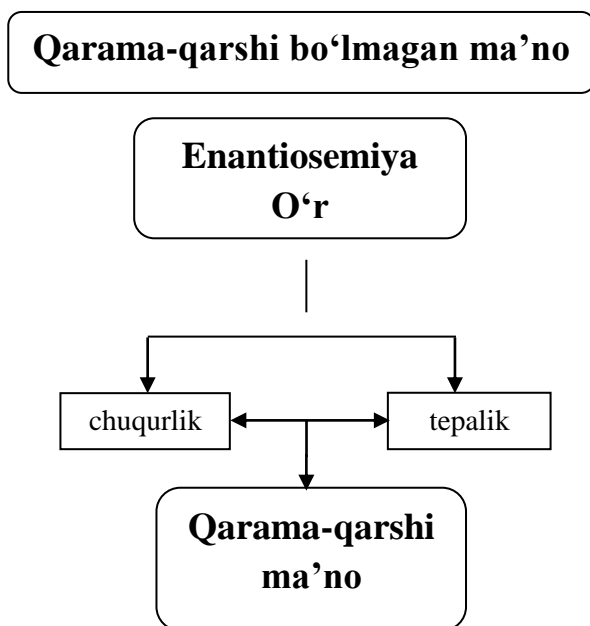 Qarama-qarshi bo‘lmagan ma’no
Enantiosemiya
O‘r
chuqurlik
tepalik
Qarama-qarshi
ma’no